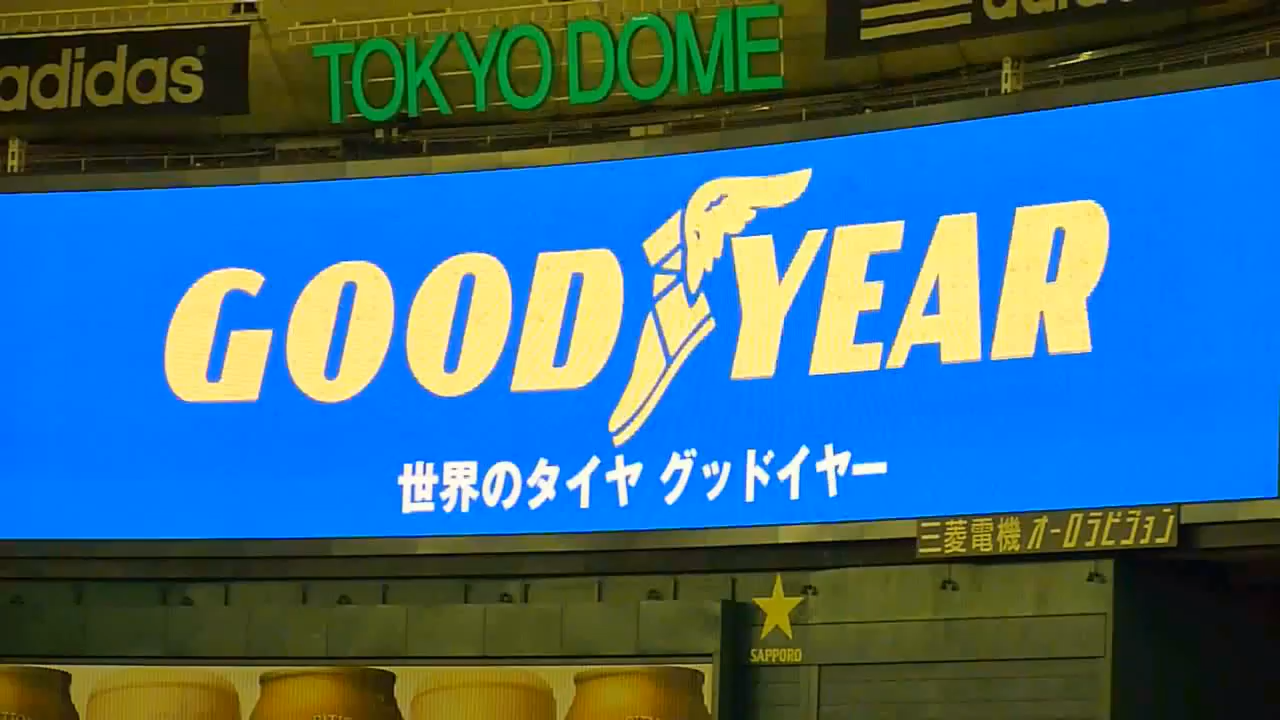 adidas
TOKYO DOME
adidas
GOODYEAR
世界のタイヤ グッドイヤー
三菱電機 オーロラビジョン
SAPPORO